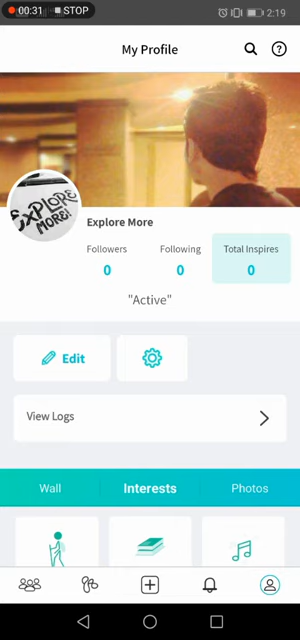 00:31 STOP 2:19
My Profile
EXPLORE
MORE!
Explore More
Followers Following Total Inspires
0 0 0
"Active"
Edit
View Logs
Wall Interests Photos